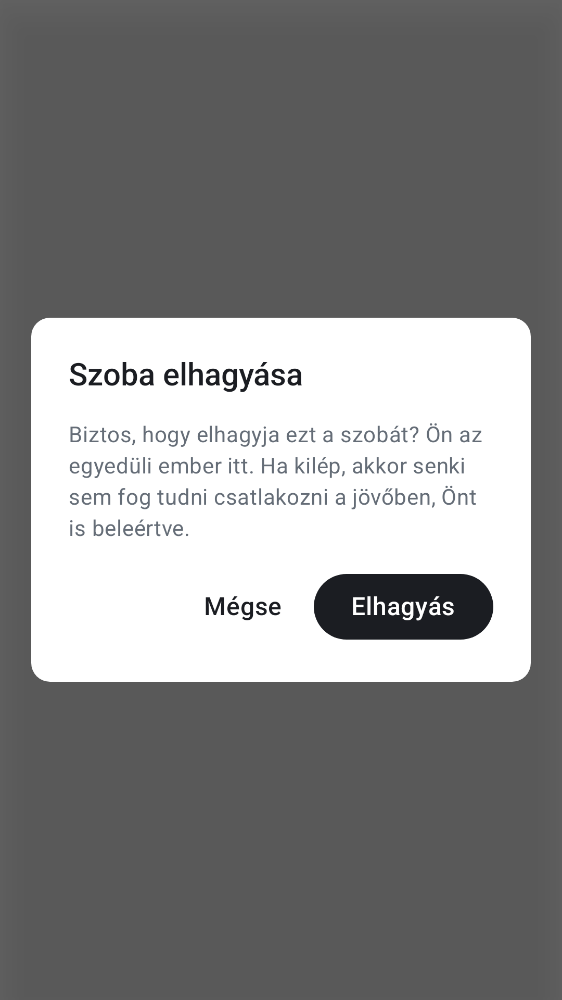 Szoba elhagyása
Biztos, hogy elhagyja ezt a szobát? Ön az
egyedüli ember itt. Ha kilép, akkor senki
sem fog tudni csatlakozni a jövőben, Önt
is beleértve.
Mégse
Elhagyás